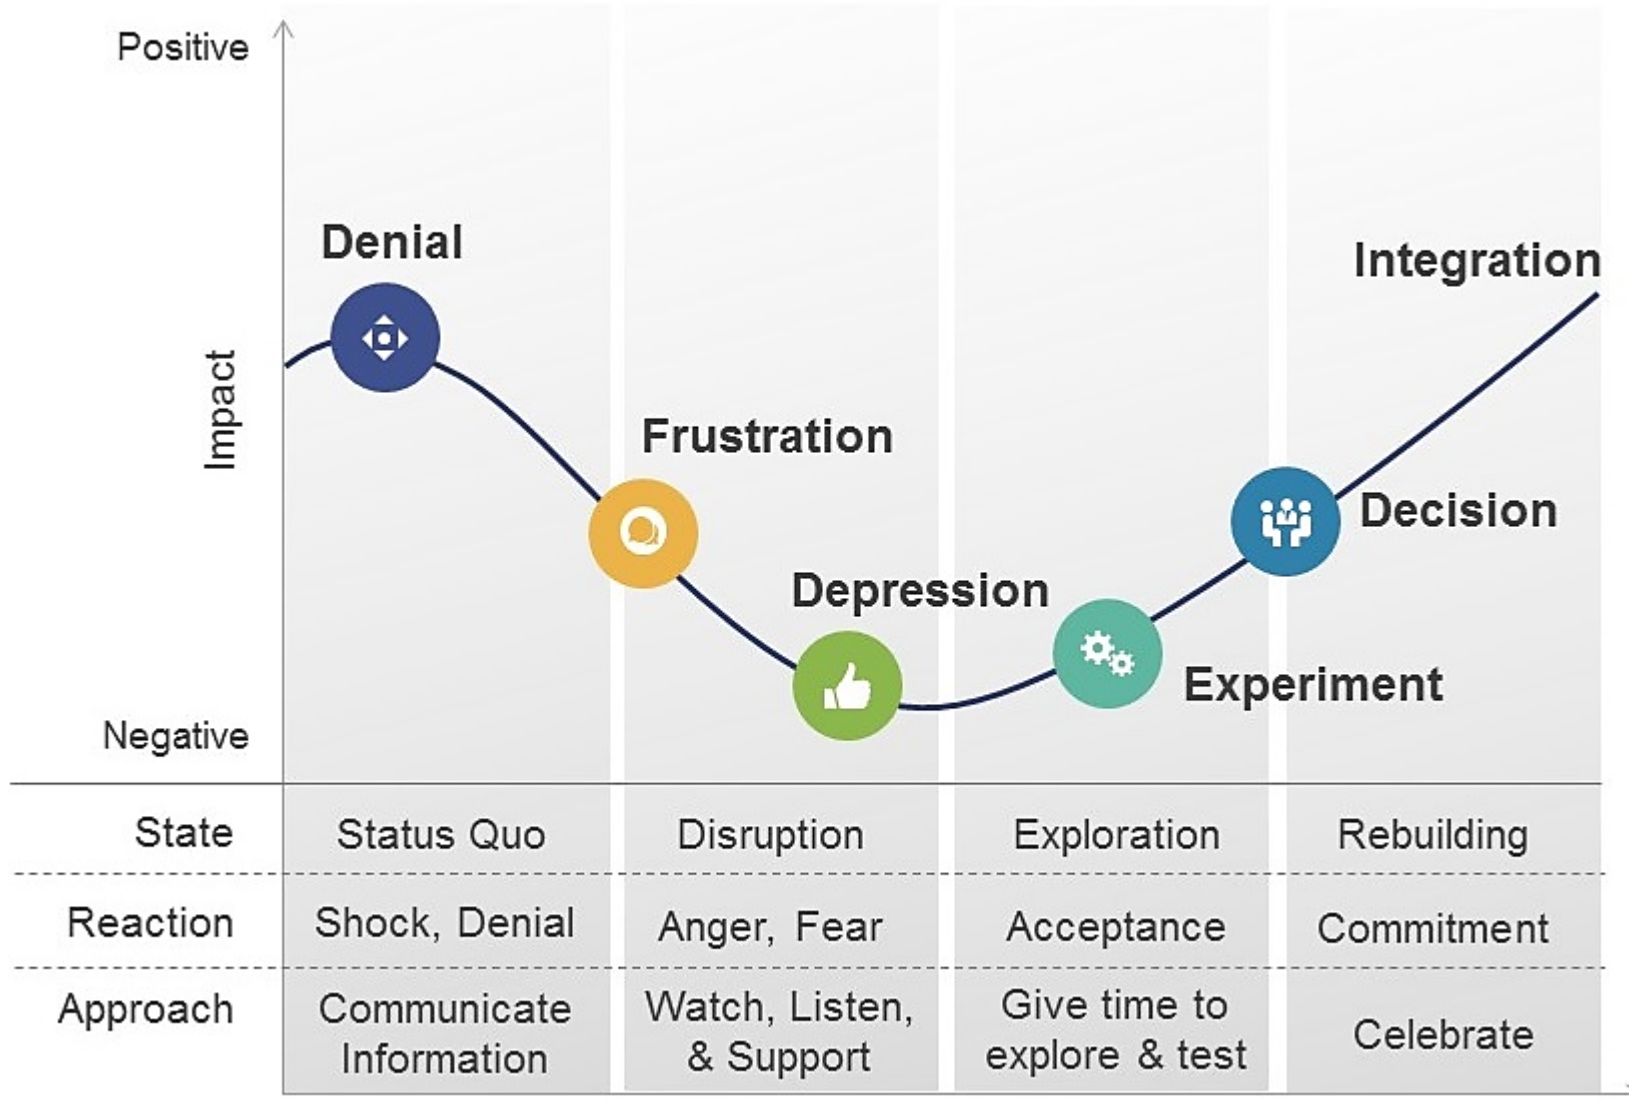 Positive
Denial
Integration
Impact
Frustration
Decision
Depression
Experiment
Negative
State
Status Quo
Disruption
Exploration
Rebuilding
Reaction
Shock, Denial
Anger, Fear
Acceptance
Commitment
Approach
Communicate
Information
Watch, Listen,
& Support
Give time to
explore & test
Celebrate